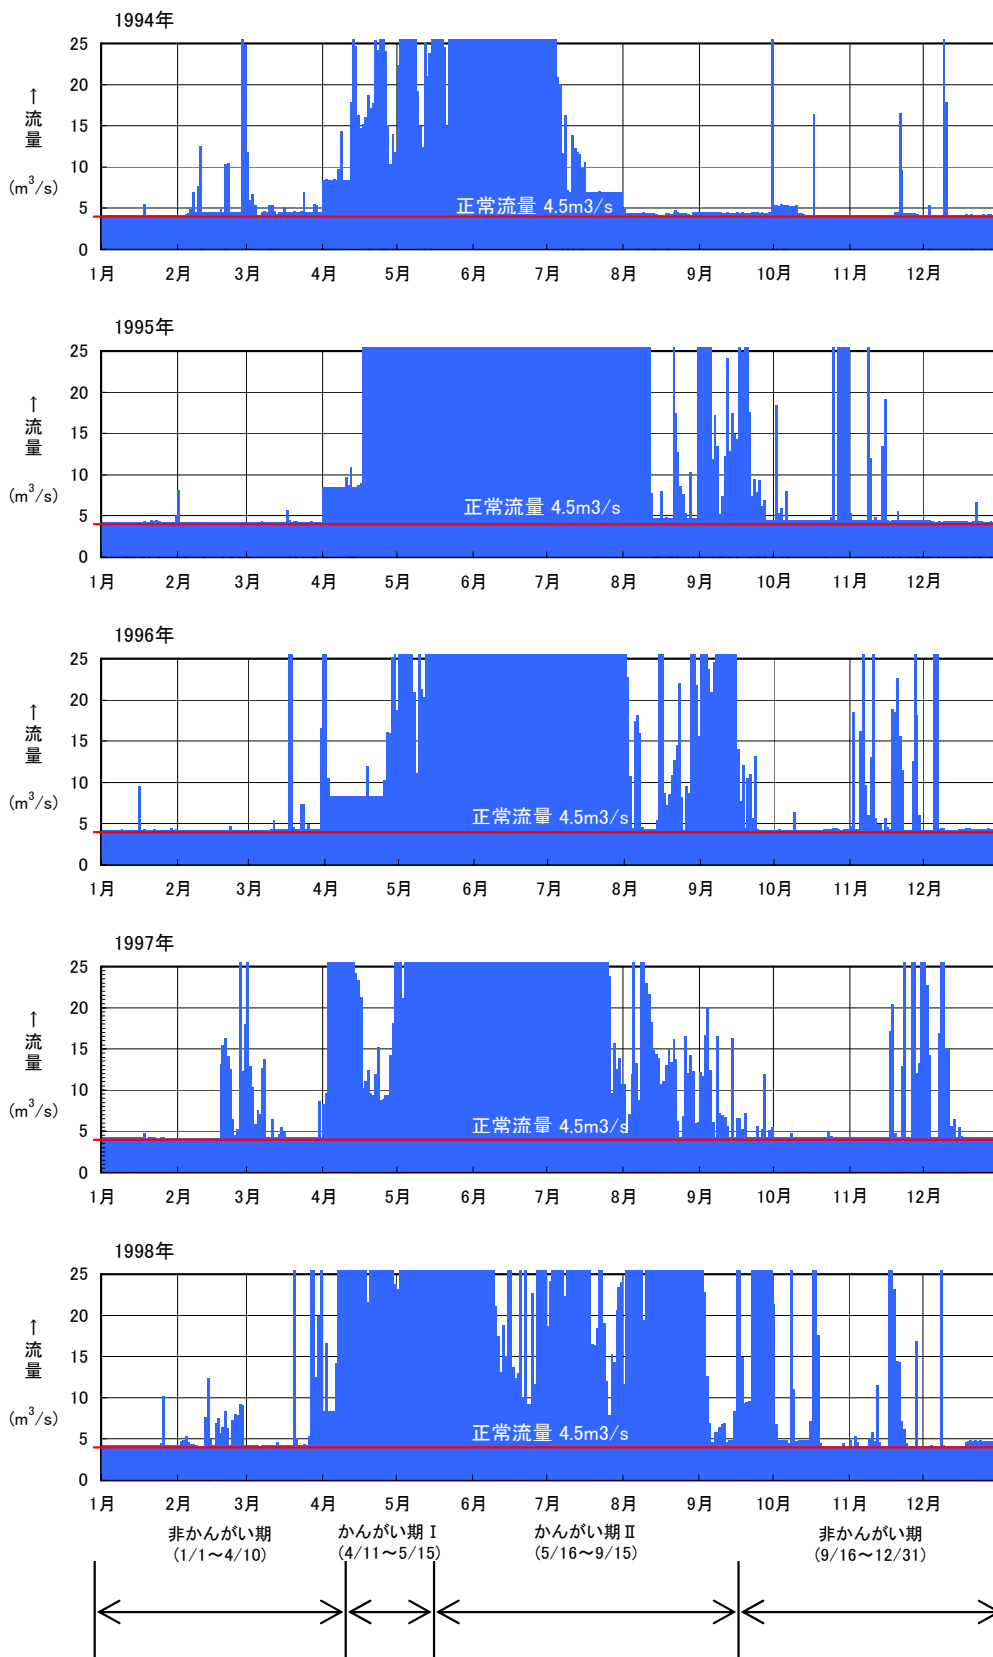 1994年
25
20
15
10
5
0
↑
流
量
(m³/s)
正常流量 4.5m3/s
1月 2月 3月 4月 5月 6月 7月 8月 9月 10月 11月 12月
1995年
25
20
15
10
5
0
↑
流
量
(m³/s)
正常流量 4.5m3/s
1月 2月 3月 4月 5月 6月 7月 8月 9月 10月 11月 12月
1996年
25
20
15
10
5
0
↑
流
量
(m³/s)
正常流量 4.5m3/s
1月 2月 3月 4月 5月 6月 7月 8月 9月 10月 11月 12月
1997年
25
20
15
10
5
0
↑
流
量
(m³/s)
正常流量 4.5m3/s
1月 2月 3月 4月 5月 6月 7月 8月 9月 10月 11月 12月
1998年
25
20
15
10
5
0
↑
流
量
(m³/s)
正常流量 4.5m3/s
1月 2月 3月 4月 5月 6月 7月 8月 9月 10月 11月 12月
非かんがい期 かんがい期Ⅰ かんがい期Ⅱ 非かんがい期
(1/1～4/10) (4/11～5/15) (5/16～9/15) (9/16～12/31)